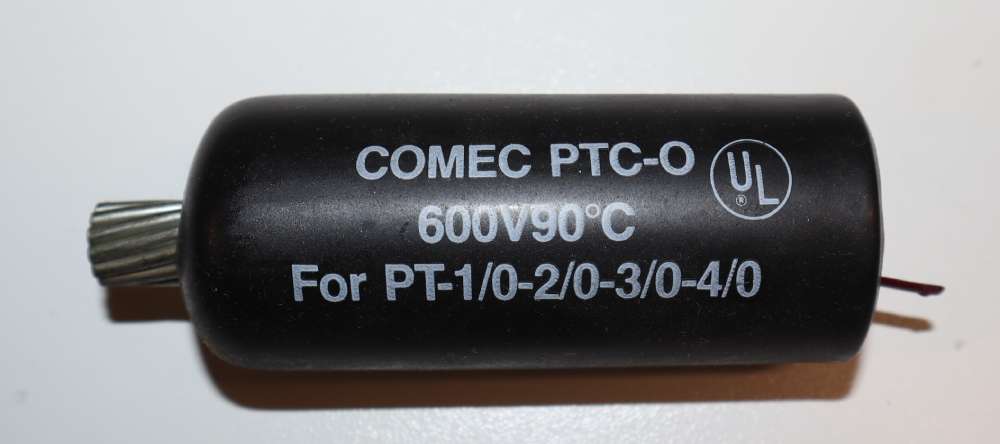 COMEC PTC-O
UL
®
600V90°C
For PT-1/0-2/0-3/0-4/0